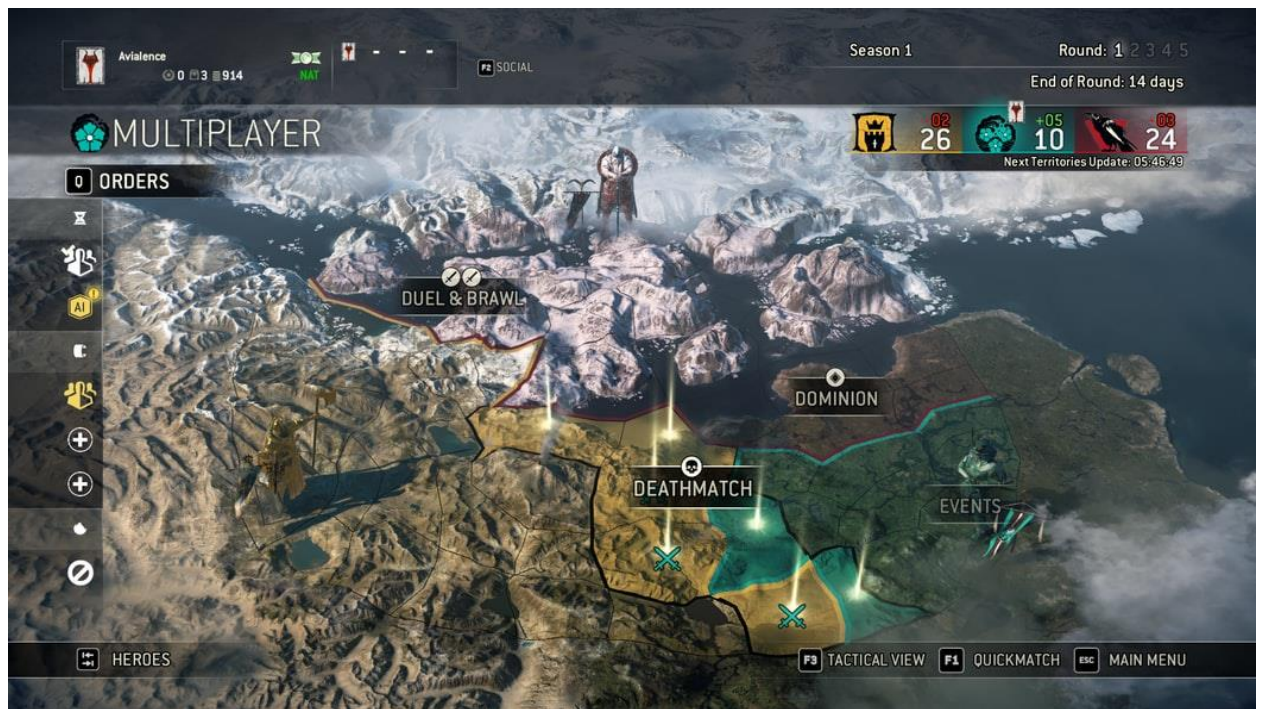 Avialence
0 3 914
NAT
- - -
F2 SOCIAL
Season 1
Round: 1 2 3 4 5
End of Round: 14 days
MULTIPLAYER
02
26
+05
10
03
24
Next Territories Update: 05:46:49
Q ORDERS
AI !
DUEL & BRAWL
DOMINION
DEATHMATCH
EVENTS
HEROES
F3 TACTICAL VIEW F1 QUICKMATCH ESC MAIN MENU